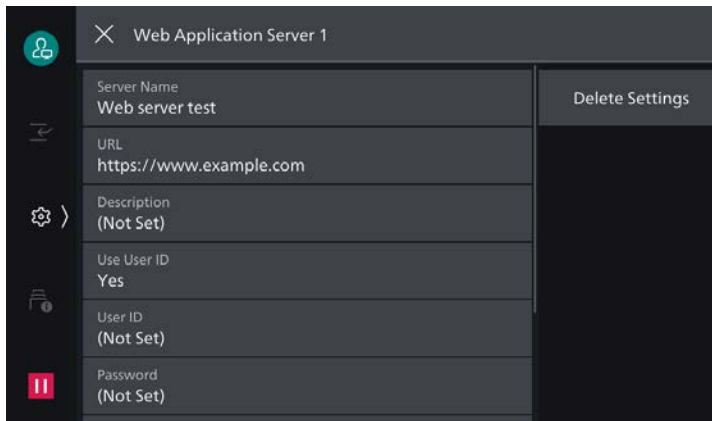 Web Application Server 1
Server Name
Web server test
Delete Settings
URL
https://www.example.com
Description
(Not Set)
Use User ID
Yes
User ID
(Not Set)
Password
(Not Set)